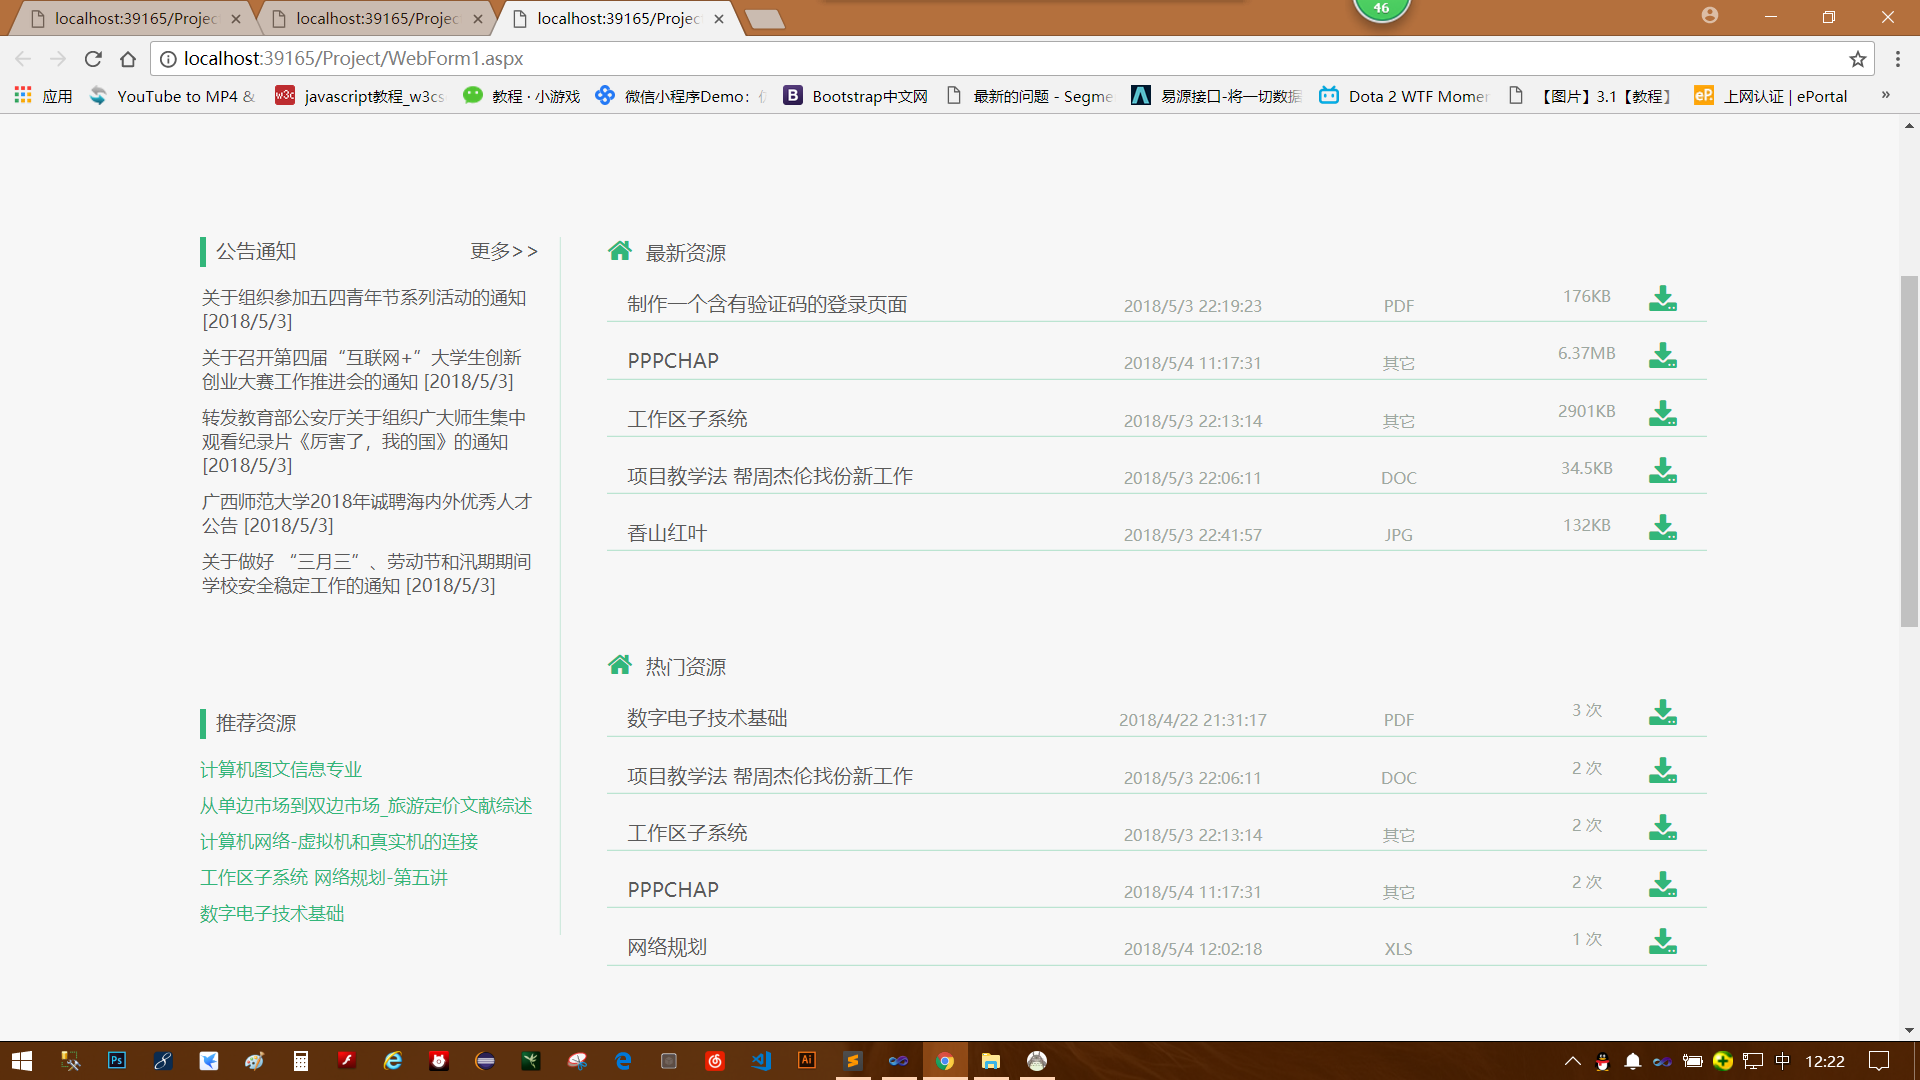 localhost:39165/Projec
localhost:39165/Projec
localhost:39165/Projec
46
localhost:39165/Project/WebForm1.aspx
应用
YouTube to MP4 &
w3c
javascript教程_w3cs
教程 · 小游戏
微信小程序Demo：
B
Bootstrap中文网
最新的问题 - Segme
易源接口-将一切数据
Dota 2 WTF Momen
【图片】3.1【教程】
eP.
上网认证 | ePortal
»
公告通知
更多>>
关于组织参加五四青年节系列活动的通知
[2018/5/3]
关于召开第四届“互联网+”大学生创新
创业大赛工作推进会的通知 [2018/5/3]
转发教育部公安厅关于组织广大师生集中
观看纪录片《厉害了，我的国》的通知
[2018/5/3]
广西师范大学2018年诚聘海内外优秀人才
公告 [2018/5/3]
关于做好 “三月三”、劳动节和汛期期间
学校安全稳定工作的通知 [2018/5/3]
推荐资源
计算机图文信息专业
从单边市场到双边市场_旅游定价文献综述
计算机网络-虚拟机和真实机的连接
工作区子系统 网络规划-第五讲
数字电子技术基础
最新资源
制作一个含有验证码的登录页面 2018/5/3 22:19:23 PDF 176KB
PPPCHAP 2018/5/4 11:17:31 其它 6.37MB
工作区子系统 2018/5/3 22:13:14 其它 2901KB
项目教学法 帮周杰伦找份新工作 2018/5/3 22:06:11 DOC 34.5KB
香山红叶 2018/5/3 22:41:57 JPG 132KB
热门资源
数字电子技术基础 2018/4/22 21:31:17 PDF 3 次
项目教学法 帮周杰伦找份新工作 2018/5/3 22:06:11 DOC 2 次
工作区子系统 2018/5/3 22:13:14 其它 2 次
PPPCHAP 2018/5/4 11:17:31 其它 2 次
网络规划 2018/5/4 12:02:18 XLS 1 次
Ps
Ai
中
12:22